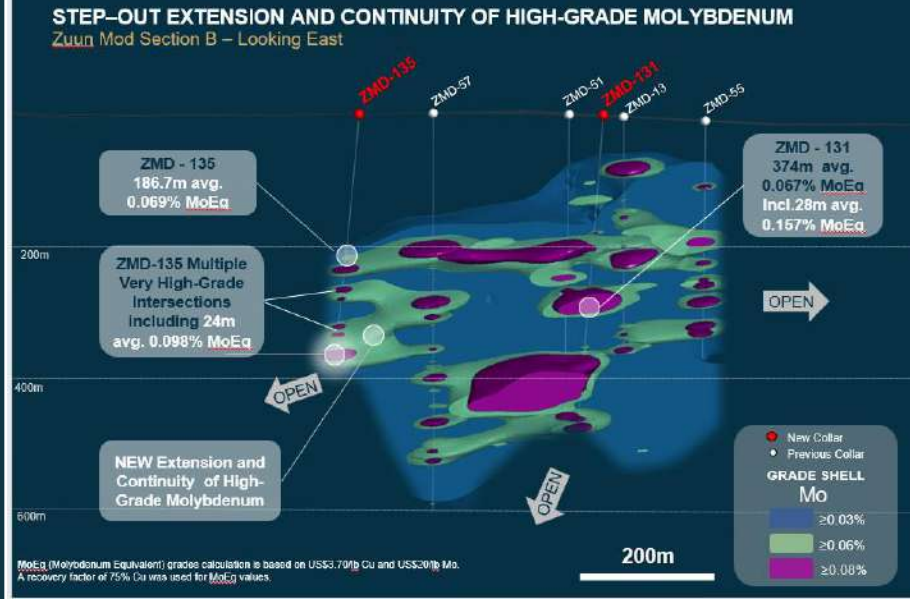 STEP–OUT EXTENSION AND CONTINUITY OF HIGH-GRADE MOLYBDENUM
Zuun Mod Section B – Looking East
ZMD-135
ZMD-57
ZMD-51
ZMD-131
ZMD-13
ZMD-55
ZMD - 135
186.7m avg.
0.069% MoEq
ZMD - 131
374m avg.
0.067% MoEq
Incl.28m avg.
0.157% MoEq
200m
ZMD-135 Multiple
Very High-Grade
Intersections
including 24m
avg. 0.098% MoEq
OPEN
400m
OPEN
NEW Extension and
Continuity of High-
Grade Molybdenum
OPEN
600m
New Collar
Previous Collar
GRADE SHELL
Mo
≥0.03%
≥0.06%
≥0.08%
200m
MoEq (Molybdenum Equivalent) grades calculation is based on US$3.70/lb Cu and US$20/lb Mo.
A recovery factor of 75% Cu was used for MoEq values.